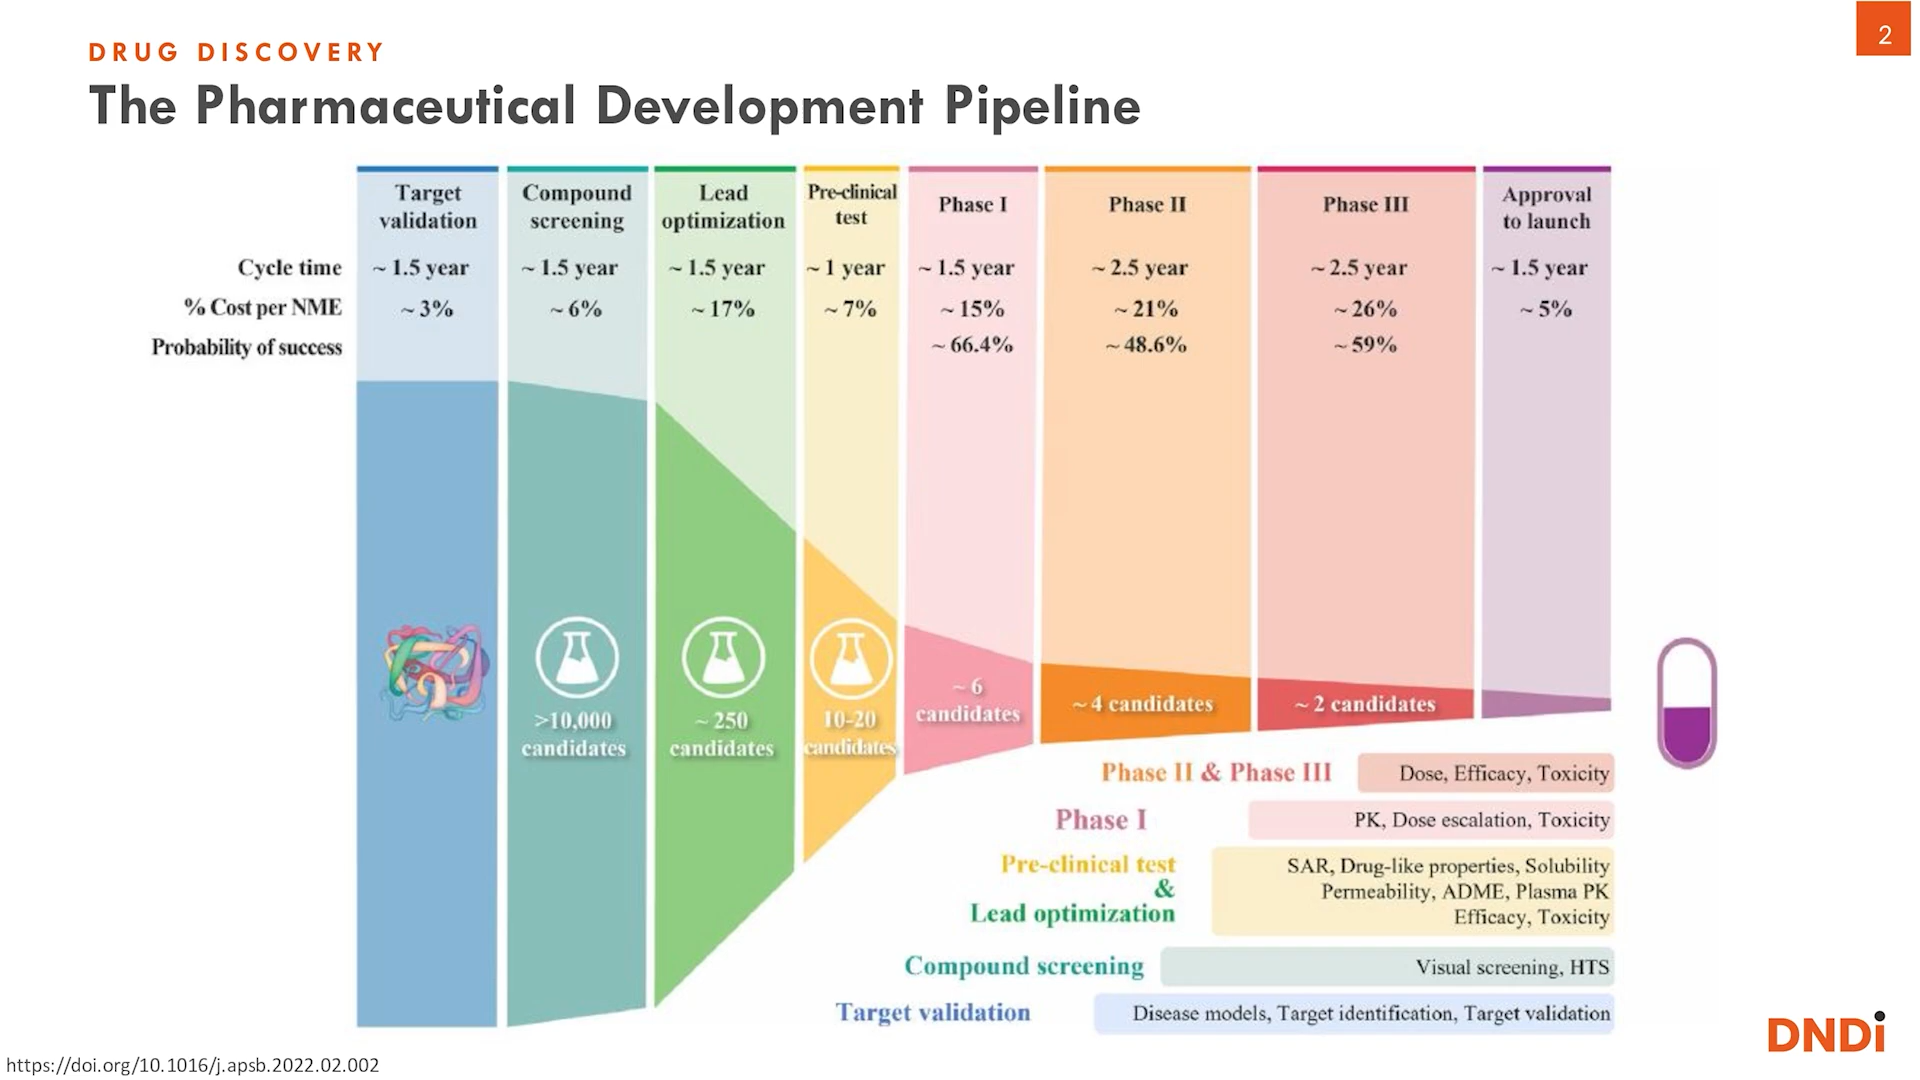 2
DRUG DISCOVERY
The Pharmaceutical Development Pipeline
Target validation
Compound screening
Lead optimization
Pre-clinical test
Phase I
Phase II
Phase III
Approval to launch
Cycle time ~ 1.5 year ~ 1.5 year ~ 1.5 year ~ 1 year ~ 1.5 year ~ 2.5 year ~ 2.5 year ~ 1.5 year
% Cost per NME ~ 3% ~ 6% ~ 17% ~ 7% ~ 15% ~ 21% ~ 26% ~ 5%
Probability of success ~ 66.4% ~ 48.6% ~ 59%
>10,000
candidates
~ 250
candidates
10-20
candidates
~ 6
candidates
~ 4 candidates
~ 2 candidates
Phase II & Phase III Dose, Efficacy, Toxicity
Phase I PK, Dose escalation, Toxicity
Pre-clinical test
&
Lead optimization
SAR, Drug-like properties, Solubility
Permeability, ADME, Plasma PK
Efficacy, Toxicity
Compound screening Visual screening, HTS
Target validation Disease models, Target identification, Target validation
DNDi
https://doi.org/10.1016/j.apsb.2022.02.002